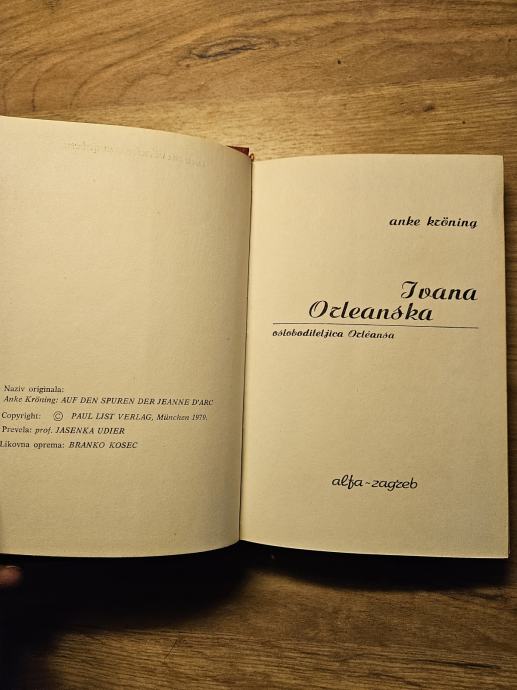 Naziv originala:
Anke Kröning: AUF DEN SPUREN DER JEANNE D'ARC
Copyright: © PAUL LIST VERLAG, München 1979.
Prevela: prof. JASENKA UDIER
Likovna oprema: BRANKO KOSEC
anke kröning
Ivana
Orleanska
osloboditeljica Orléansa
alfa-zagreb